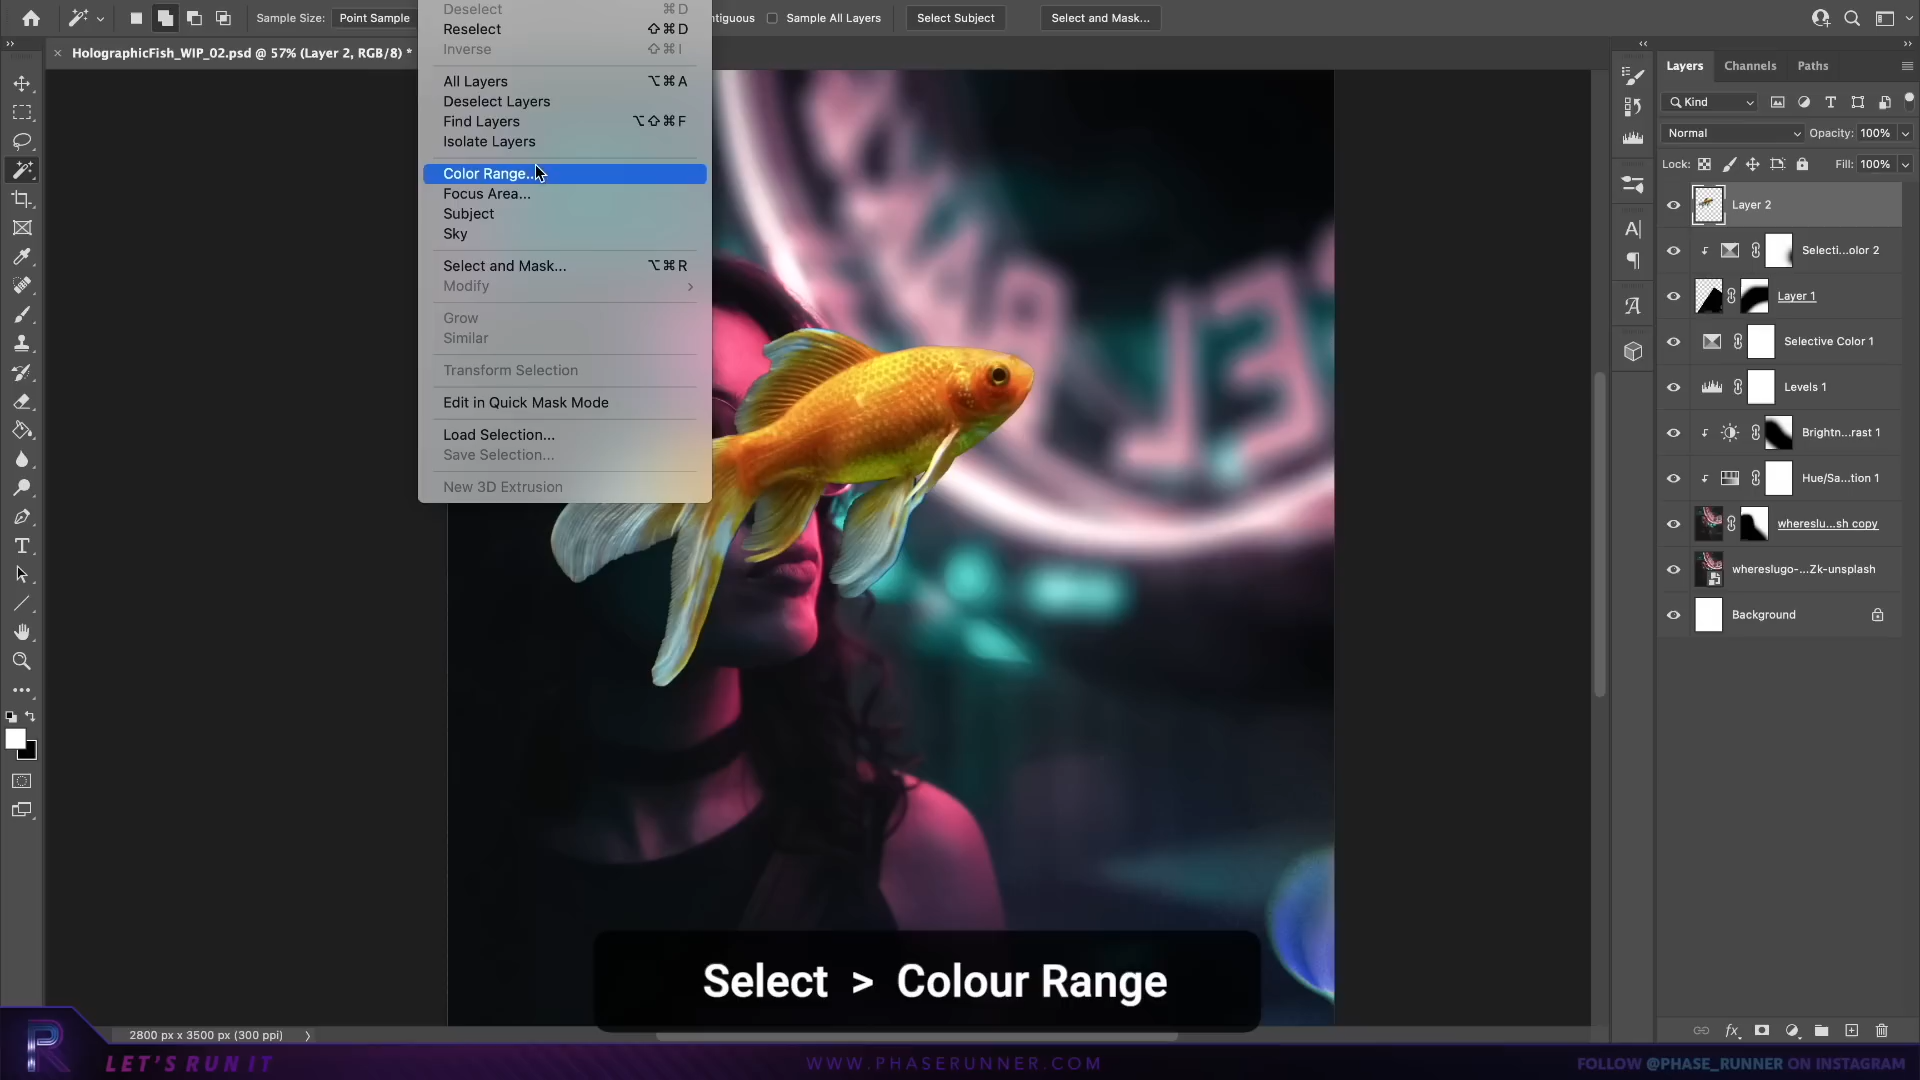 Sample Size: Point Sample
Deselect ⌘D
tiguous
Sample All Layers
Select Subject
Select and Mask...
HolographicFish_WIP_02.psd @ 57% (Layer 2, RGB/8) *
Reselect ⇧⌘D
Inverse ⇧⌘I
All Layers ⌥⌘A
Deselect Layers
Find Layers ⌥⇧⌘F
Isolate Layers
Color Range...
Focus Area...
Subject
Sky
Select and Mask... ⌥⌘R
Modify
Grow
Similar
Transform Selection
Edit in Quick Mask Mode
Load Selection...
Save Selection...
New 3D Extrusion
Layers Channels Paths
Kind
Normal Opacity: 100%
Lock: Fill: 100%
Layer 2
Selecti...olor 2
Layer 1
Selective Color 1
Levels 1
Brightn...rast 1
Hue/Sa...tion 1
whereslu...sh copy
whereslugo-...Zk-unsplash
Background
Select > Colour Range
2800 px x 3500 px (300 ppi)
LET'S RUN IT
WWW.PHASERUNNER.COM
FOLLOW @PHASE_RUNNER ON INSTAGRAM